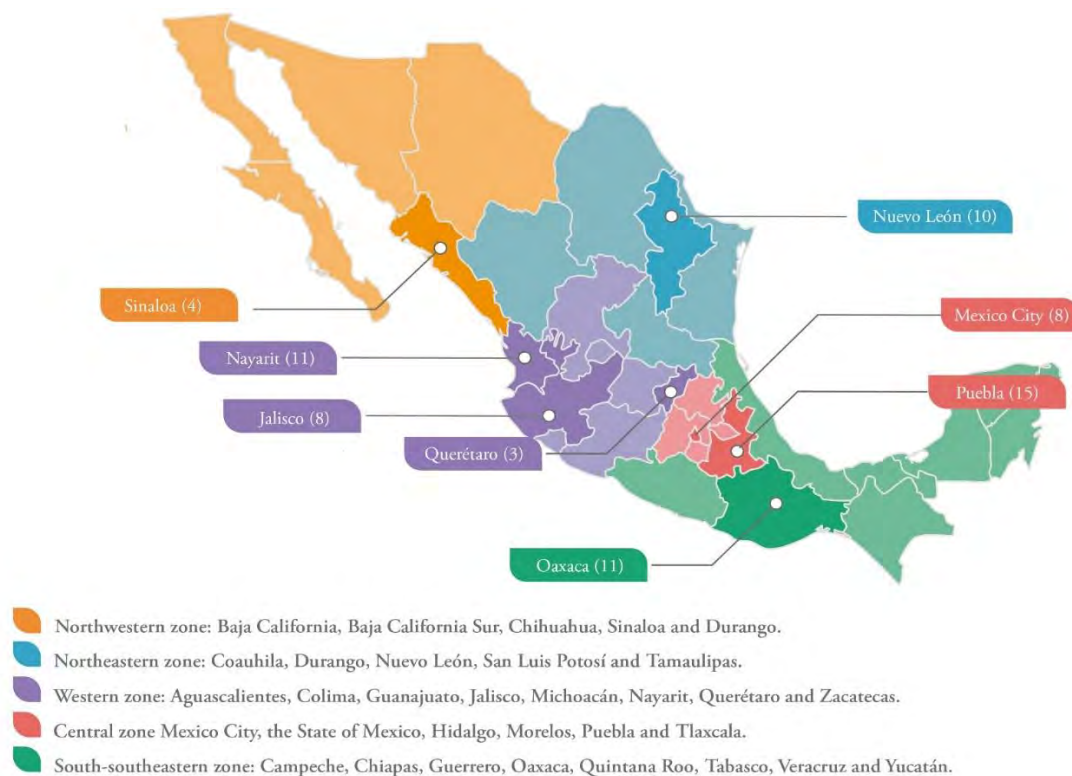 Nuevo León (10)
Sinaloa (4)
Mexico City (8)
Nayarit (11)
Puebla (15)
Jalisco (8)
Querétaro (3)
Oaxaca (11)
Northwestern zone: Baja California, Baja California Sur, Chihuahua, Sinaloa and Durango.
Northeastern zone: Coauhila, Durango, Nuevo León, San Luis Potosí and Tamaulipas.
Western zone: Aguascalientes, Colima, Guanajuato, Jalisco, Michoacán, Nayarit, Querétaro and Zacatecas.
Central zone Mexico City, the State of Mexico, Hidalgo, Morelos, Puebla and Tlaxcala.
South-southeastern zone: Campeche, Chiapas, Guerrero, Oaxaca, Quintana Roo, Tabasco, Veracruz and Yucatán.